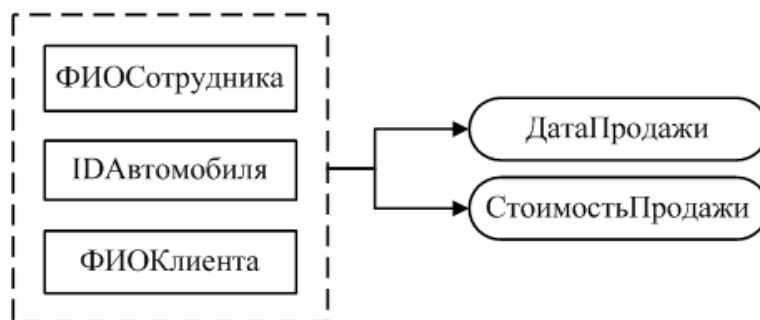 ФИОСотрудника
IDАвтомобиля
ФИОКлиента
ДатаПродажи
СтоимостьПродажи